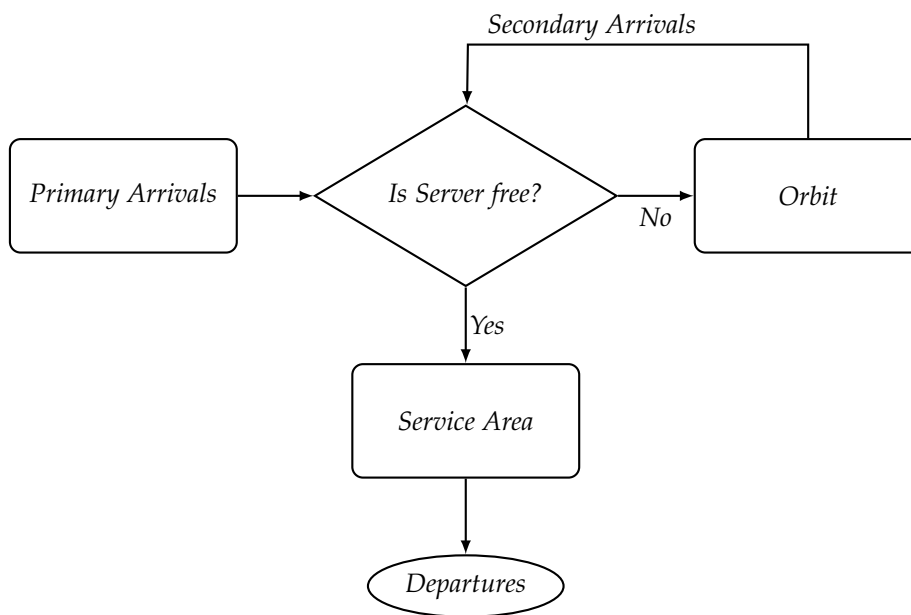 Secondary Arrivals
Primary Arrivals
Is Server free?
No
Orbit
Yes
Service Area
Departures